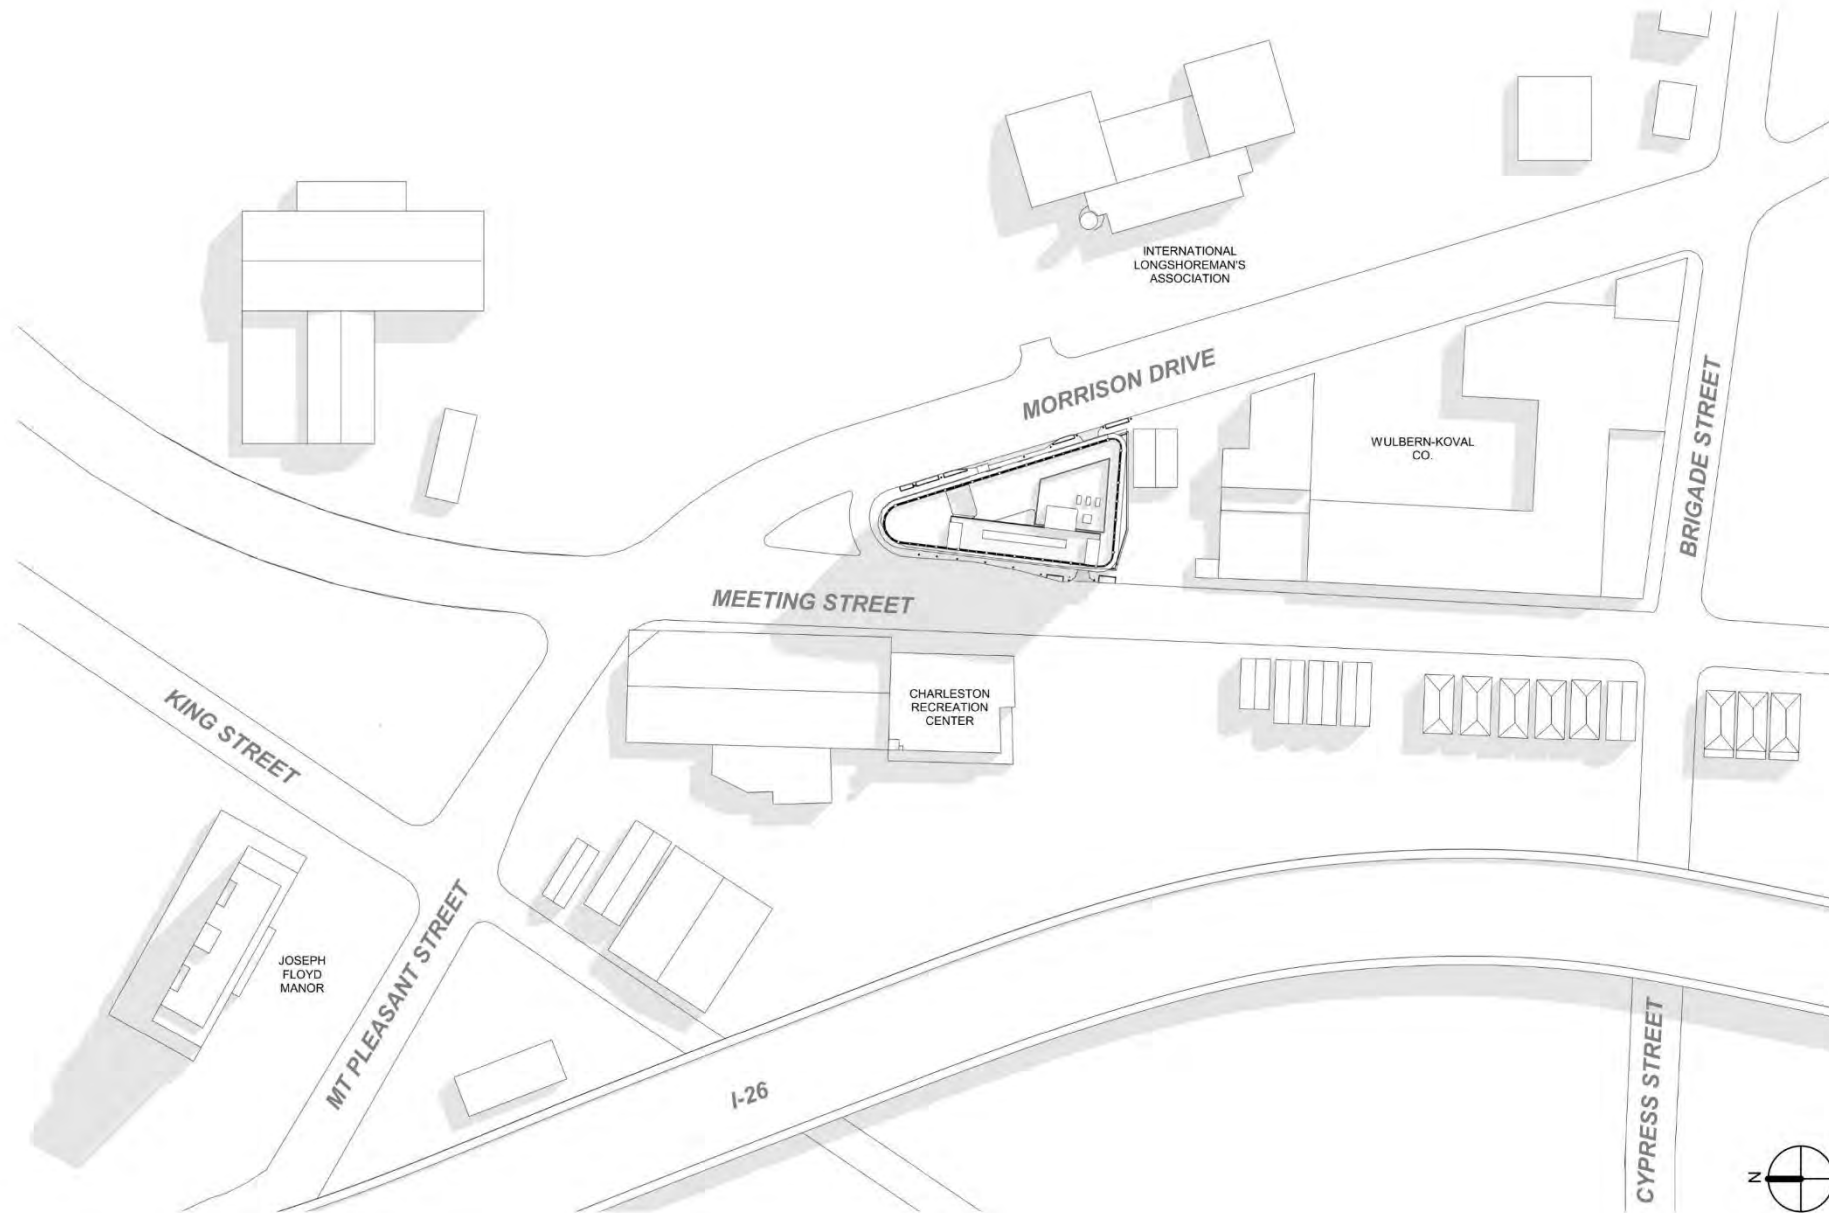 INTERNATIONAL
LONGSHOREMAN'S
ASSOCIATION
MORRISON DRIVE
WULBERN-KOVAL
CO.
BRIGADE STREET
MEETING STREET
KING STREET
CHARLESTON
RECREATION
CENTER
JOSEPH
FLOYD
MANOR
MT PLEASANT STREET
I-26
CYPRESS STREET
N